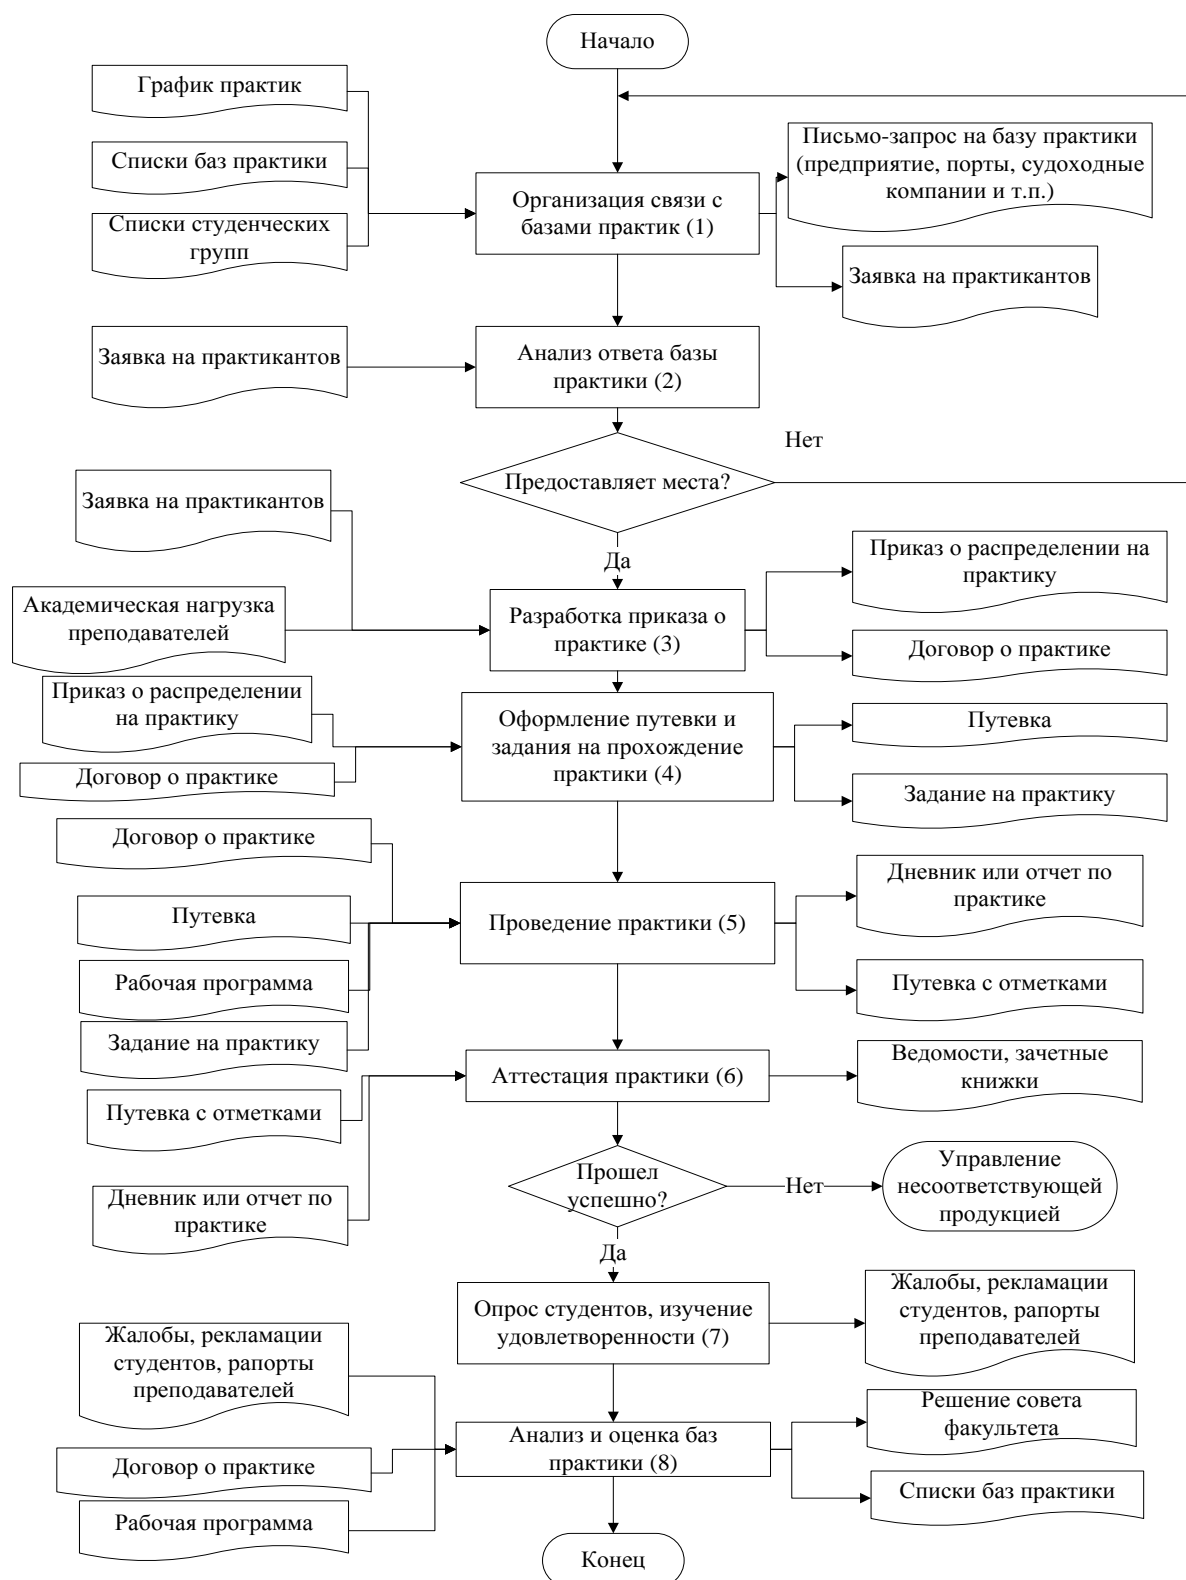 Начало
График практик
Списки баз практики
Списки студенческих
групп
Организация связи с
базами практик (1)
Письмо-запрос на базу практики
(предприятие, порты, судоходные
компании и т.п.)
Заявка на практикантов
Заявка на практикантов
Анализ ответа базы
практики (2)
Нет
Предоставляет места?
Да
Заявка на практикантов
Академическая нагрузка
преподавателей
Разработка приказа о
практике (3)
Приказ о распределении на
практику
Договор о практике
Приказ о распределении
на практику
Договор о практике
Оформление путевки и
задания на прохождение
практики (4)
Путевка
Задание на практику
Договор о практике
Путевка
Рабочая программа
Задание на практику
Проведение практики (5)
Дневник или отчет по
практике
Путевка с отметками
Путевка с отметками
Дневник или отчет по
практике
Аттестация практики (6)
Ведомости, зачетные
книжки
Прошел
успешно?
Нет
Управление
несоответствующей
продукцией
Да
Опрос студентов, изучение
удовлетворенности (7)
Жалобы, рекламации
студентов, рапорты
преподавателей
Жалобы, рекламации
студентов, рапорты
преподавателей
Договор о практике
Рабочая программа
Анализ и оценка баз
практики (8)
Решение совета
факультета
Списки баз практики
Конец